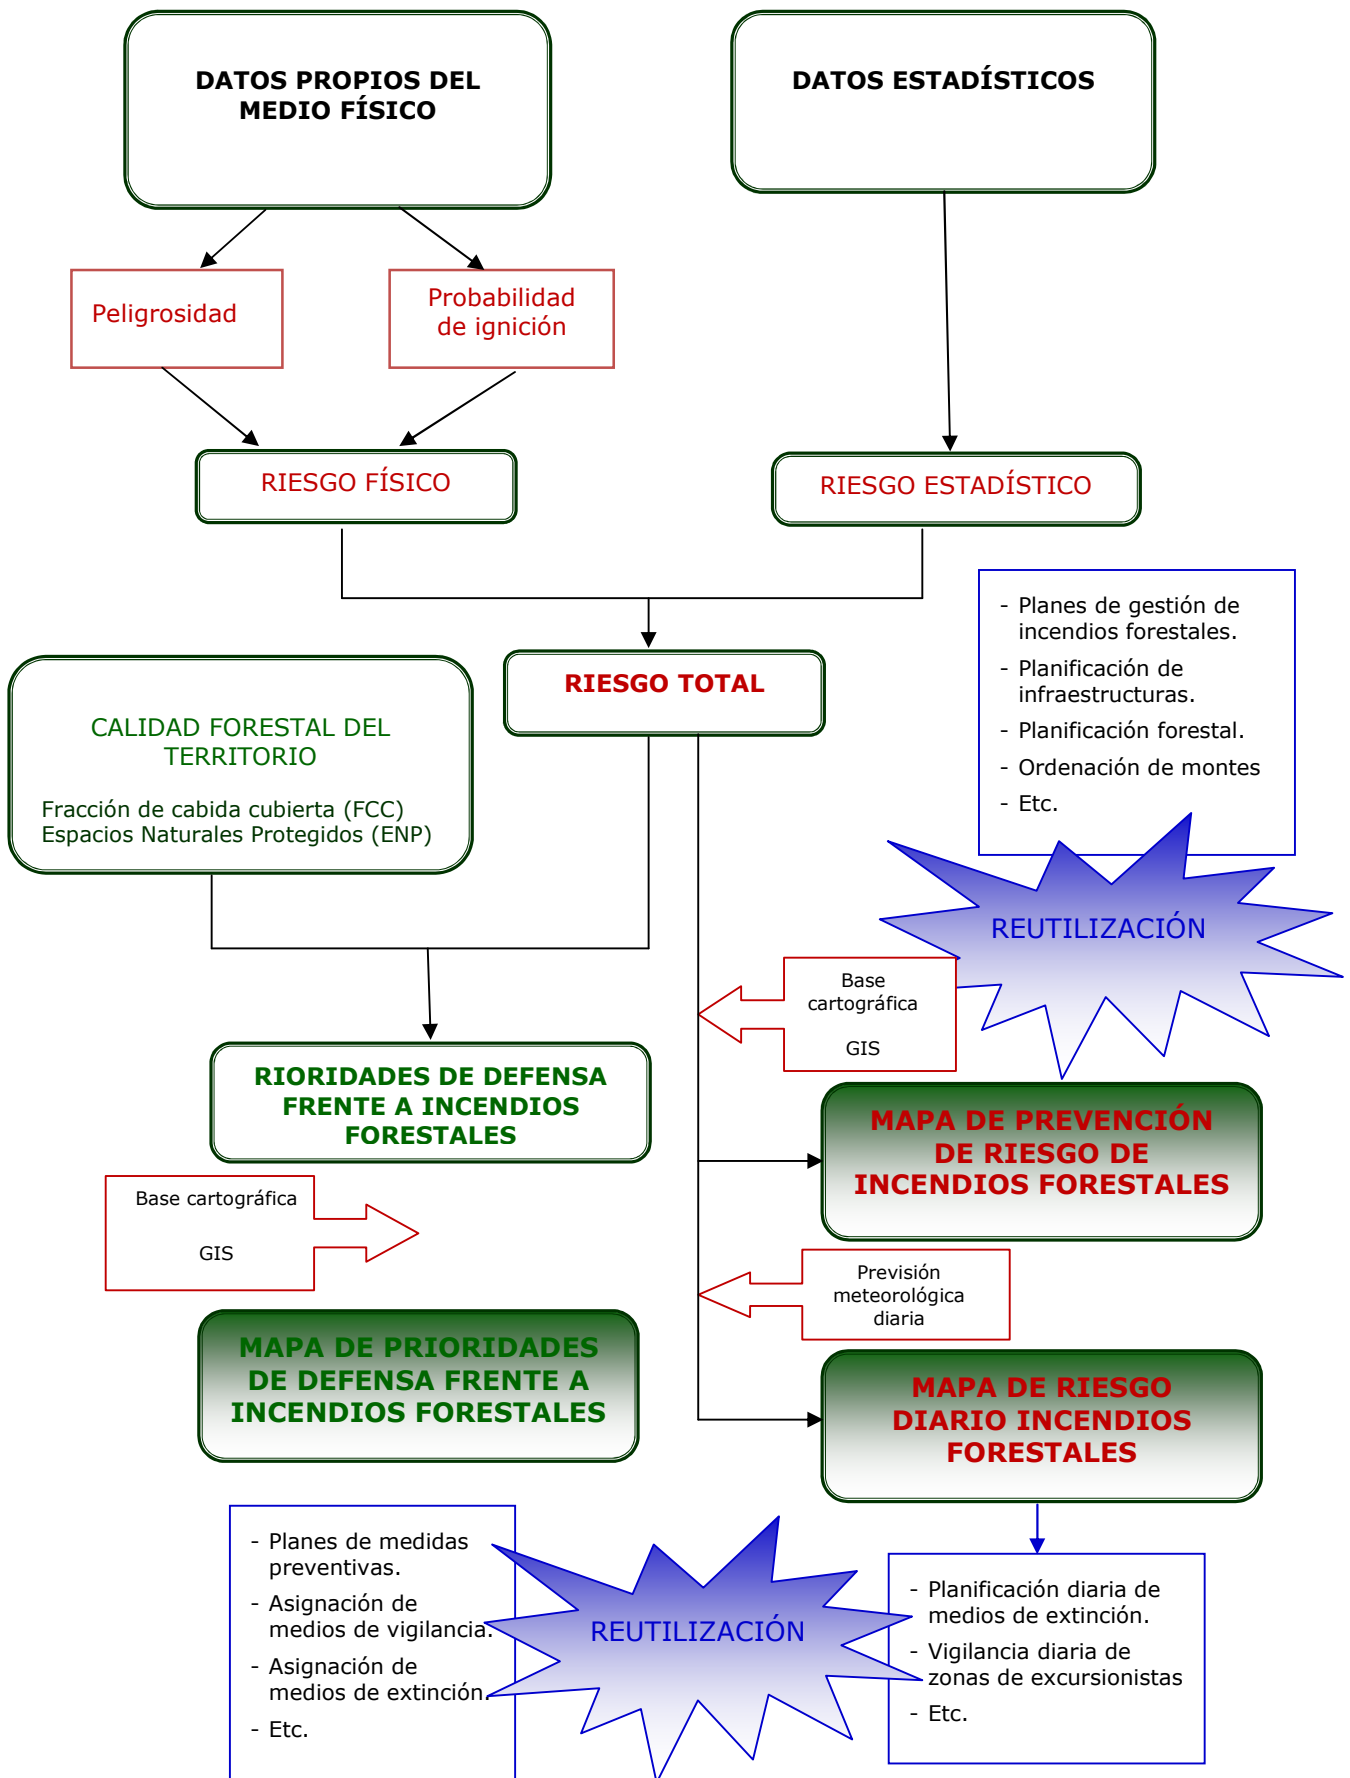 DATOS PROPIOS DEL
MEDIO FÍSICO
DATOS ESTADÍSTICOS
Peligrosidad
Probabilidad
de ignición
RIESGO FÍSICO
RIESGO ESTADÍSTICO
- Planes de gestión de
incendios forestales.
- Planificación de
infraestructuras.
- Planificación forestal.
- Ordenación de montes
- Etc.
RIESGO TOTAL
CALIDAD FORESTAL DEL
TERRITORIO
Fracción de cabida cubierta (FCC)
Espacios Naturales Protegidos (ENP)
REUTILIZACIÓN
Base
cartográfica
GIS
RIORIDADES DE DEFENSA
FRENTE A INCENDIOS
FORESTALES
MAPA DE PREVENCIÓN
DE RIESGO DE
INCENDIOS FORESTALES
Base cartográfica
GIS
Previsión
meteorológica
diaria
MAPA DE PRIORIDADES
DE DEFENSA FRENTE A
INCENDIOS FORESTALES
MAPA DE RIESGO
DIARIO INCENDIOS
FORESTALES
- Planes de medidas
preventivas.
- Asignación de
medios de vigilancia.
- Asignación de
medios de extinción.
- Etc.
REUTILIZACIÓN
- Planificación diaria de
medios de extinción.
- Vigilancia diaria de
zonas de excursionistas
- Etc.